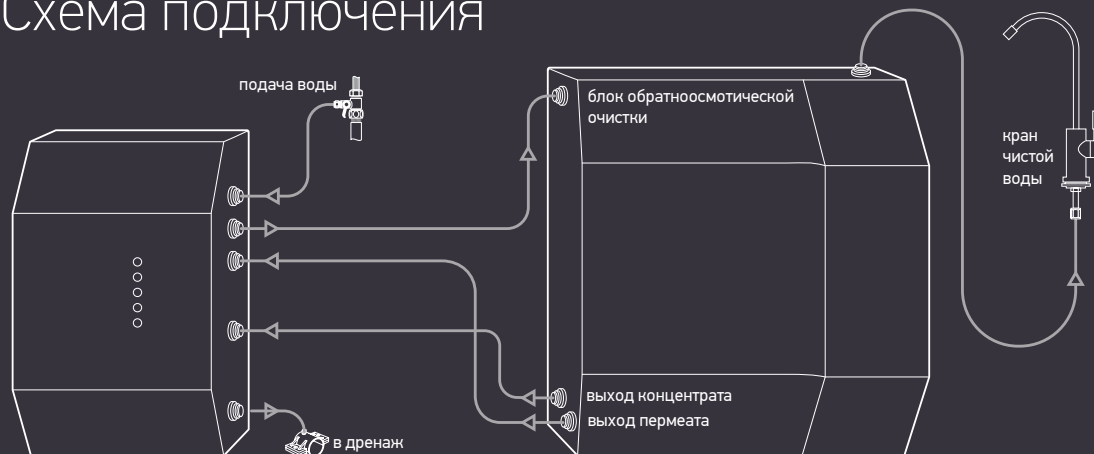 Схема подключения
подача воды
блок обратноосмотической
очистки
кран
чистой
воды
выход концентрата
выход пермеата
в дренаж